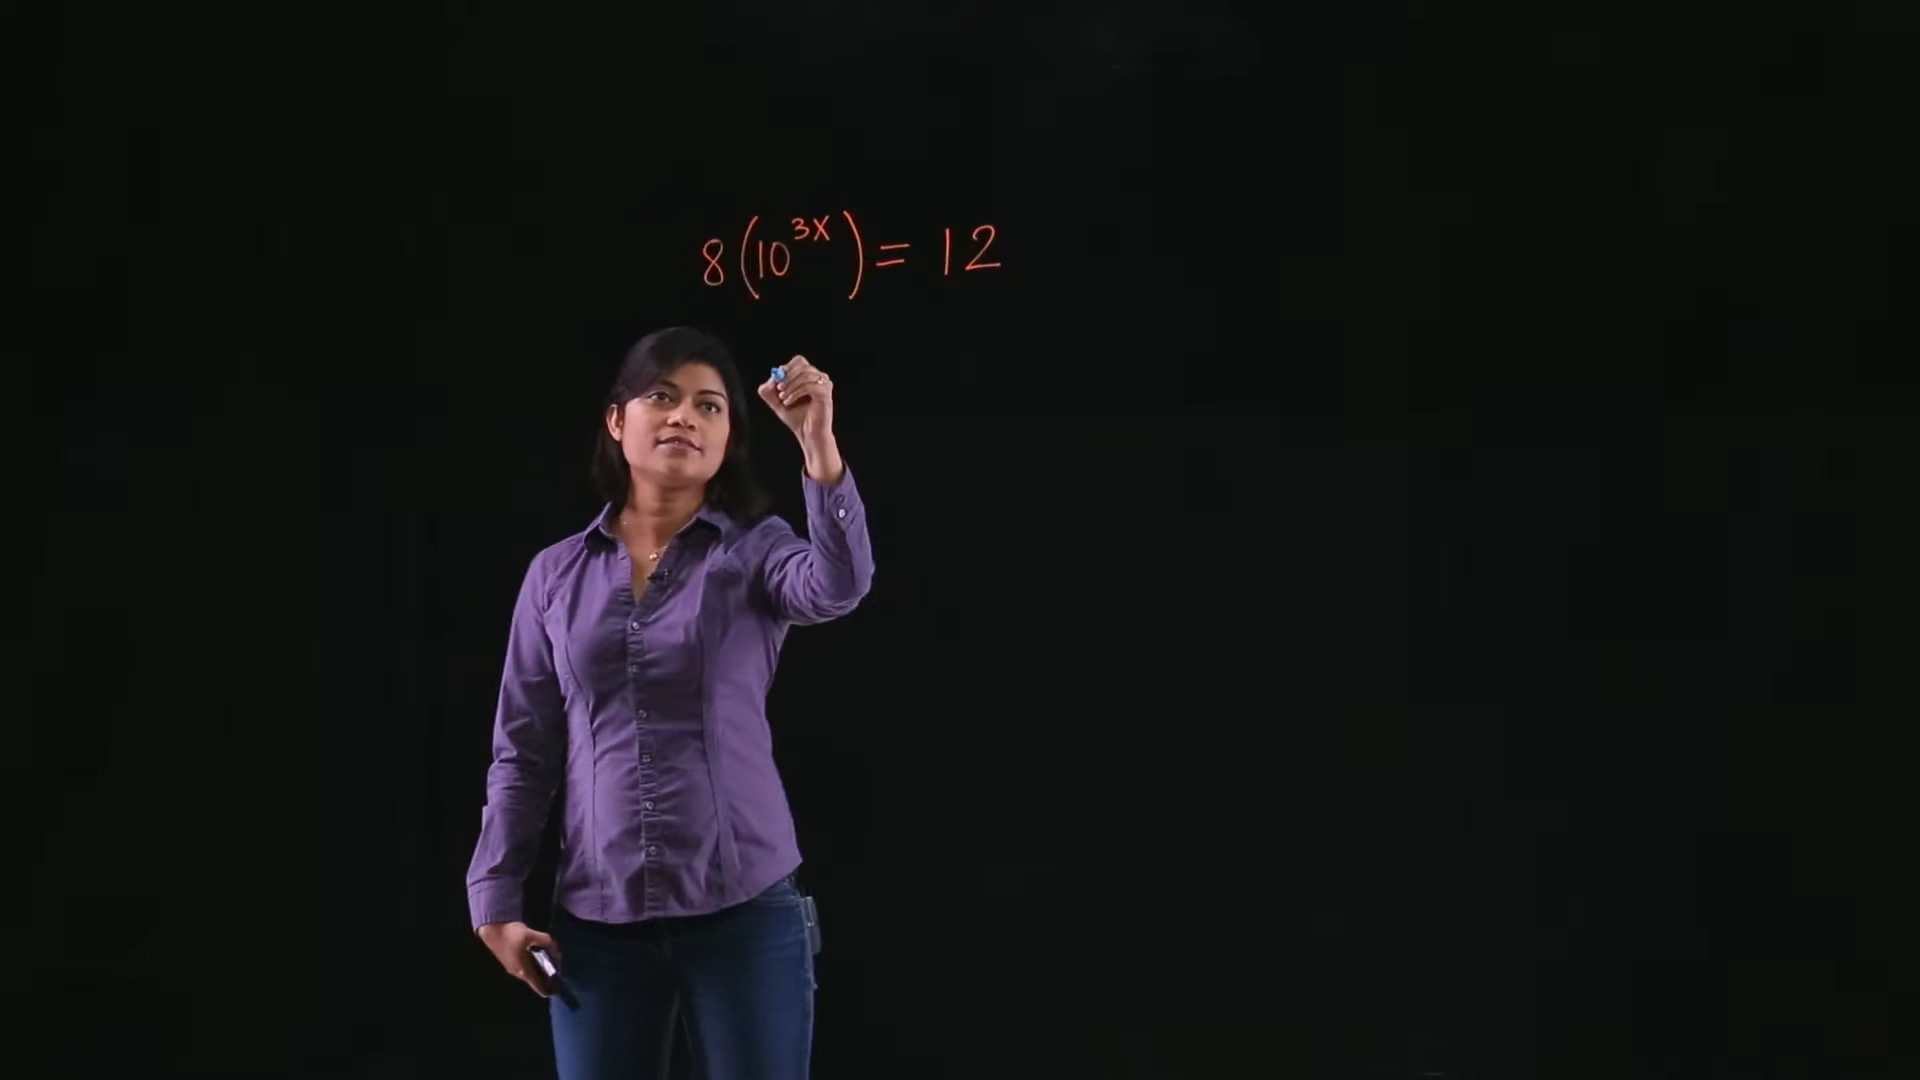 8(10^{3x}) = 12